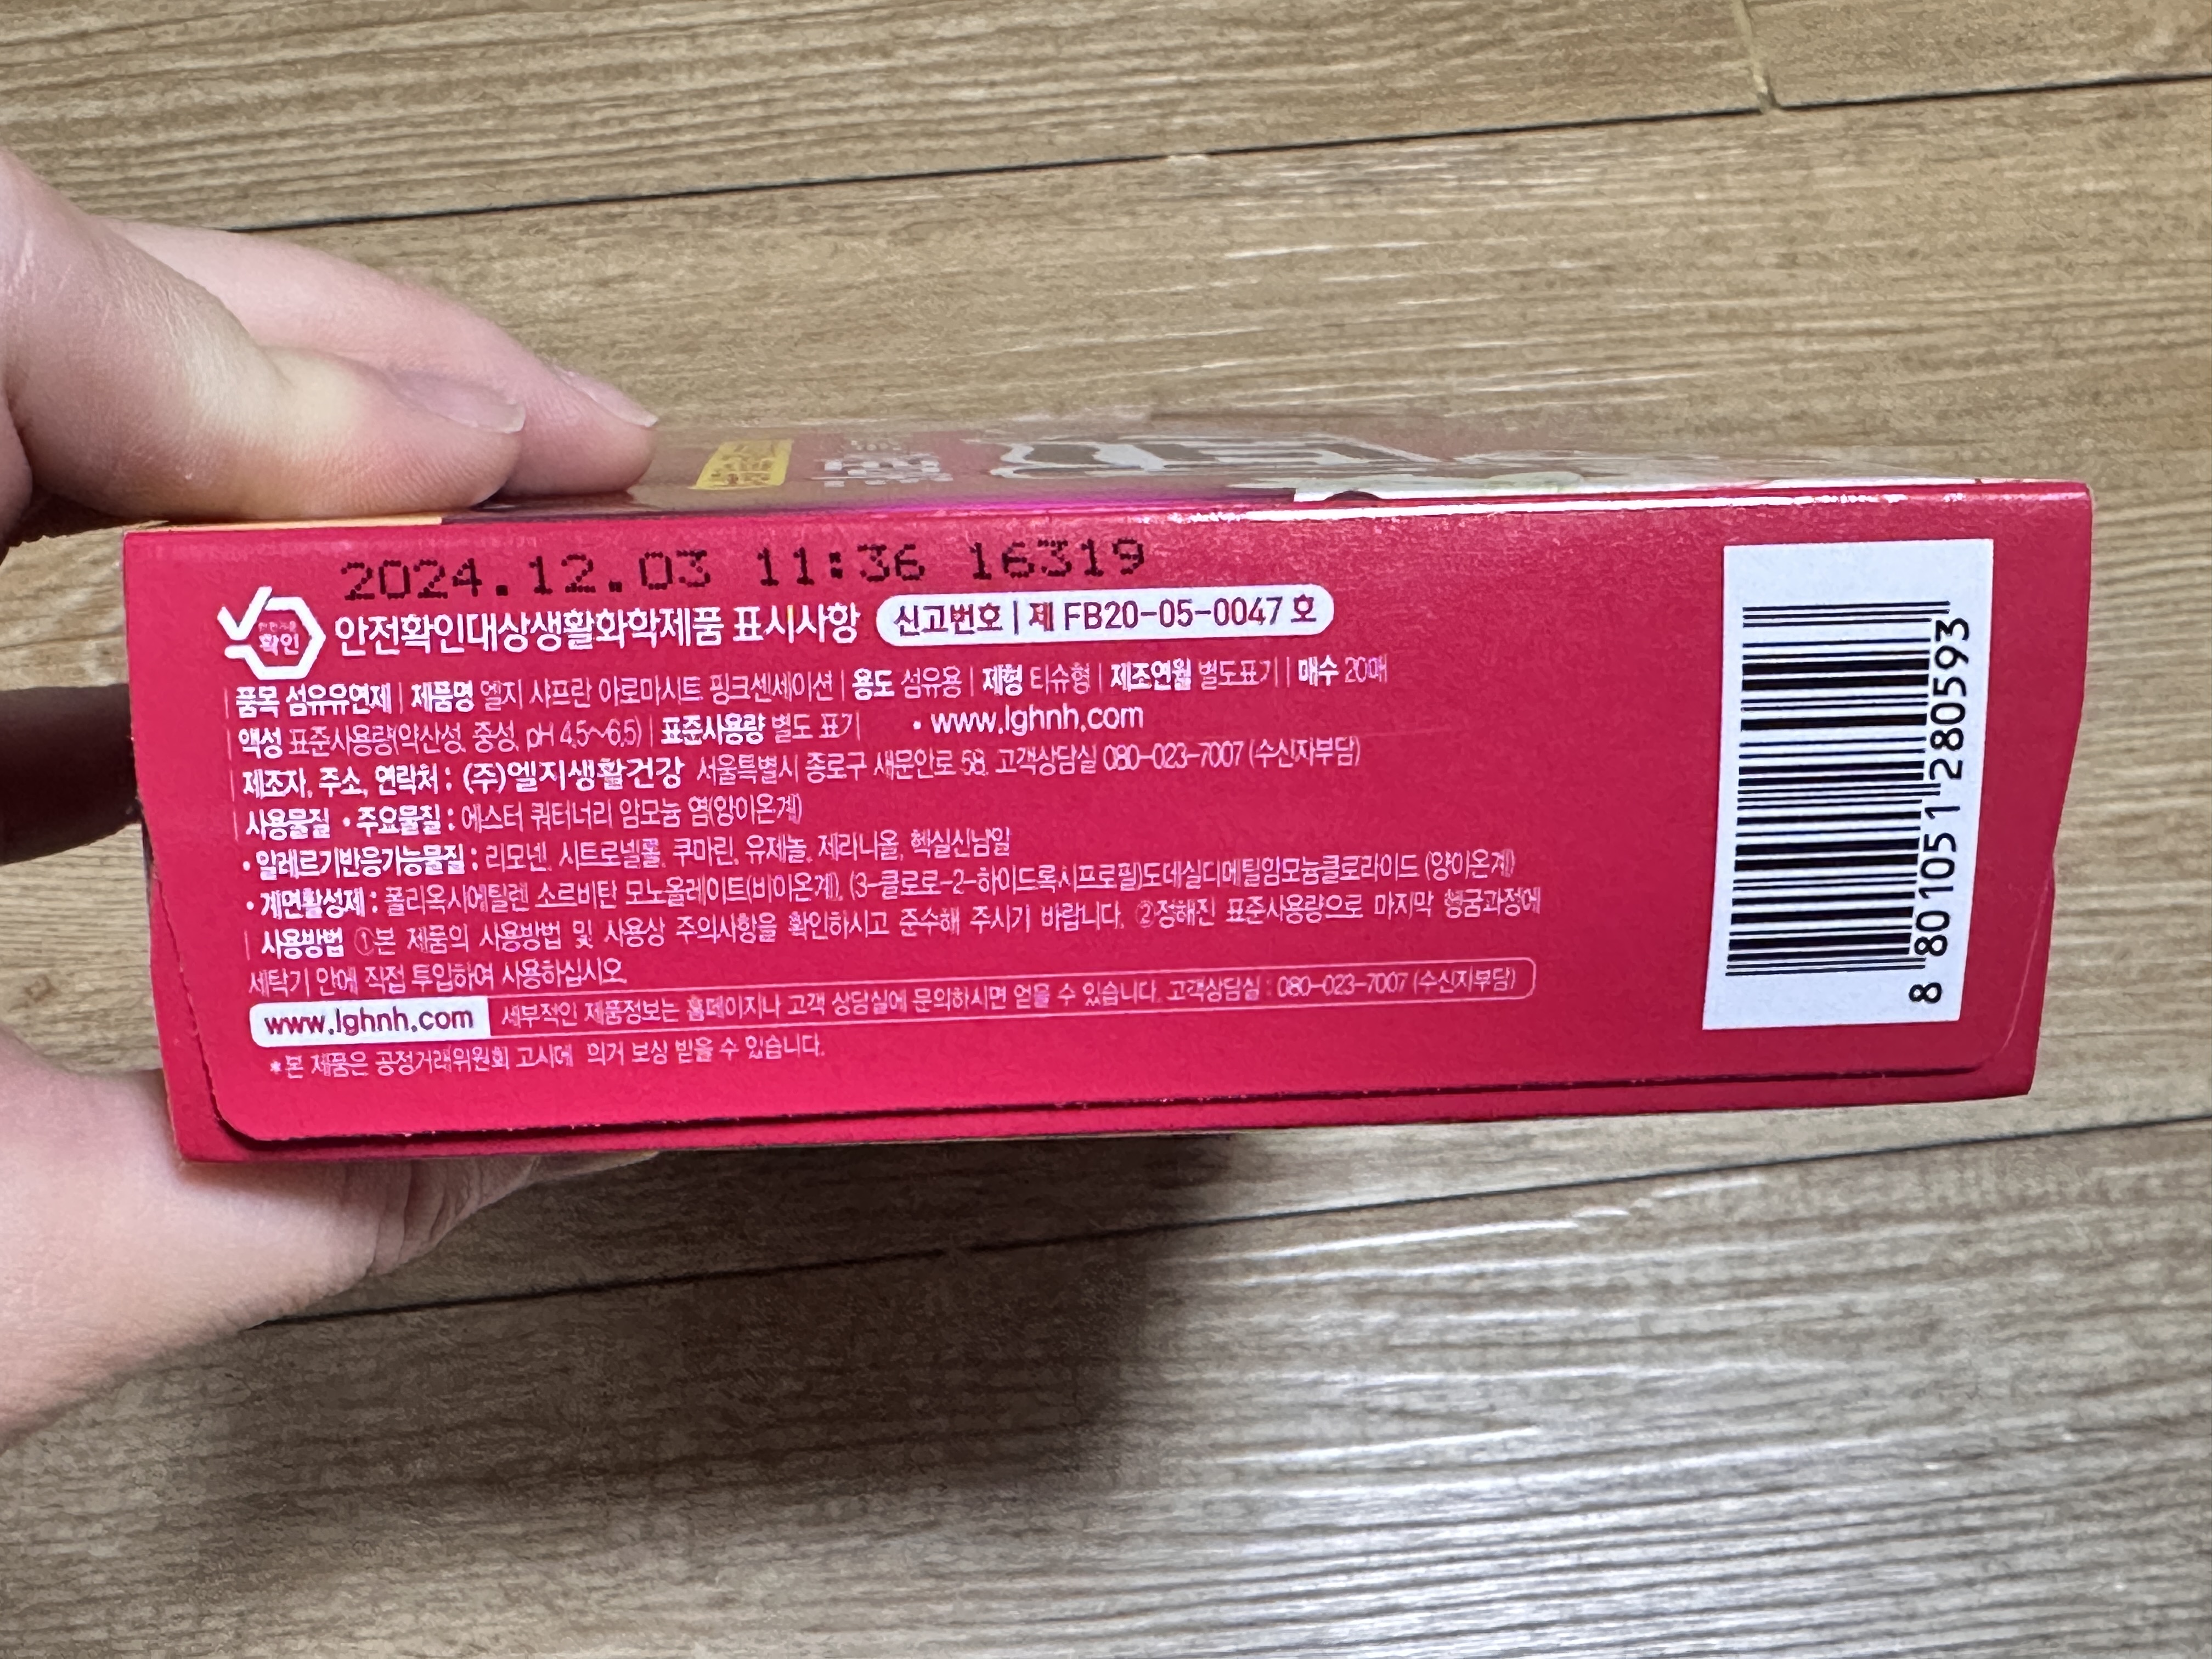 2024.12.03 11:36 16319
확인
안전확인대상생활화학제품 표시사항 신고번호 | 제 FB20-05-0047 호
품목 섬유유연제 | 제품명 엘지 샤프란 아로마시트 핑크센세이션 | 용도 섬유용 | 제형 티슈형 | 제조연월 별도표기 | 매수 20매
액성 표준사용량(약산성, 중성, pH 4.5~6.5) | 표준사용량 별도 표기 • www.lghnh.com
제조자, 주소, 연락처 : (주)엘지생활건강 서울특별시 종로구 새문안로 58, 고객상담실 080-023-7007 (수신자부담)
사용물질 • 주요물질 : 에스터 쿼터너리 암모늄 염(양이온계)
• 알레르기반응가능물질 : 리모넨, 시트로넬롤, 쿠마린, 유제놀, 제라니올, 헥실신남알
• 계면활성제 : 폴리옥시에틸렌 소르비탄 모노올레이트(비이온계), (3-클로로-2-하이드록시프로필)도데실디메틸암모늄클로라이드 (양이온계)
사용방법 ①본 제품의 사용방법 및 사용상 주의사항을 확인하시고 준수해 주시기 바랍니다. ②정해진 표준사용량으로 마지막 헹굼과정에
세탁기 안에 직접 투입하여 사용하십시오.
www.lghnh.com 세부적인 제품정보는 홈페이지나 고객 상담실에 문의하시면 얻을 수 있습니다. 고객상담실 : 080-023-7007 (수신자부담)
*본 제품은 공정거래위원회 고시에 의거 보상 받을 수 있습니다.
8 801051 280593